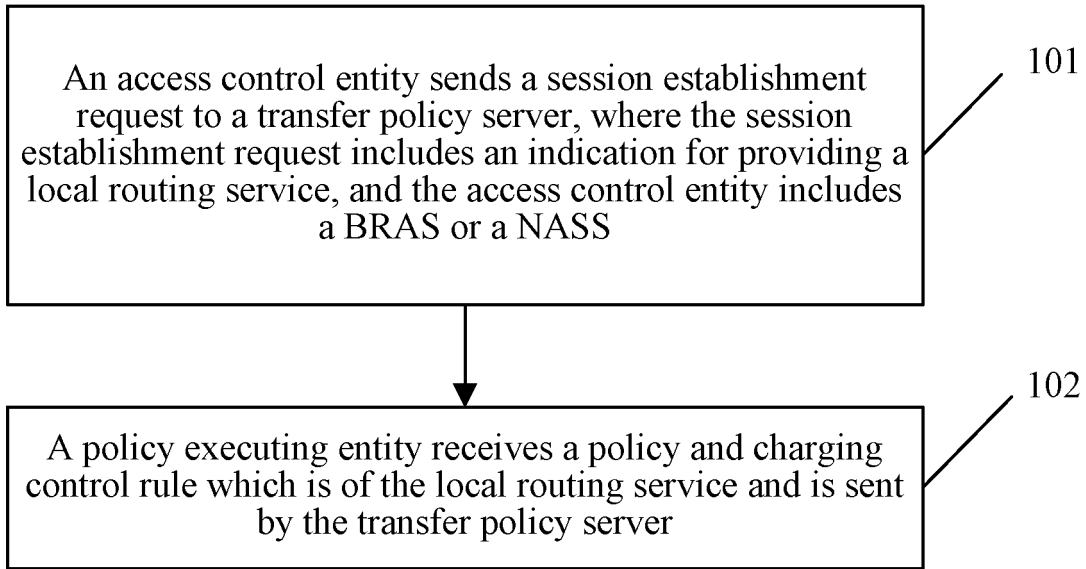 101
An access control entity sends a session establishment
request to a transfer policy server, where the session
establishment request includes an indication for providing a
local routing service, and the access control entity includes
a BRAS or a NASS
102
A policy executing entity receives a policy and charging
control rule which is of the local routing service and is sent
by the transfer policy server